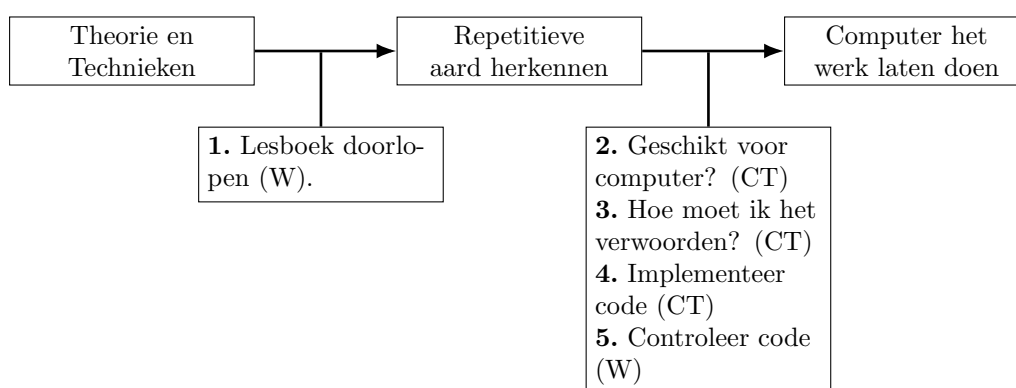 Theorie en
Technieken
Repetitieve
aard herkennen
Computer het
werk laten doen
1. Lesboek doorlo-
pen (W).
2. Geschikt voor
computer? (CT)
3. Hoe moet ik het
verwoorden? (CT)
4. Implementeer
code (CT)
5. Controleer code
(W)